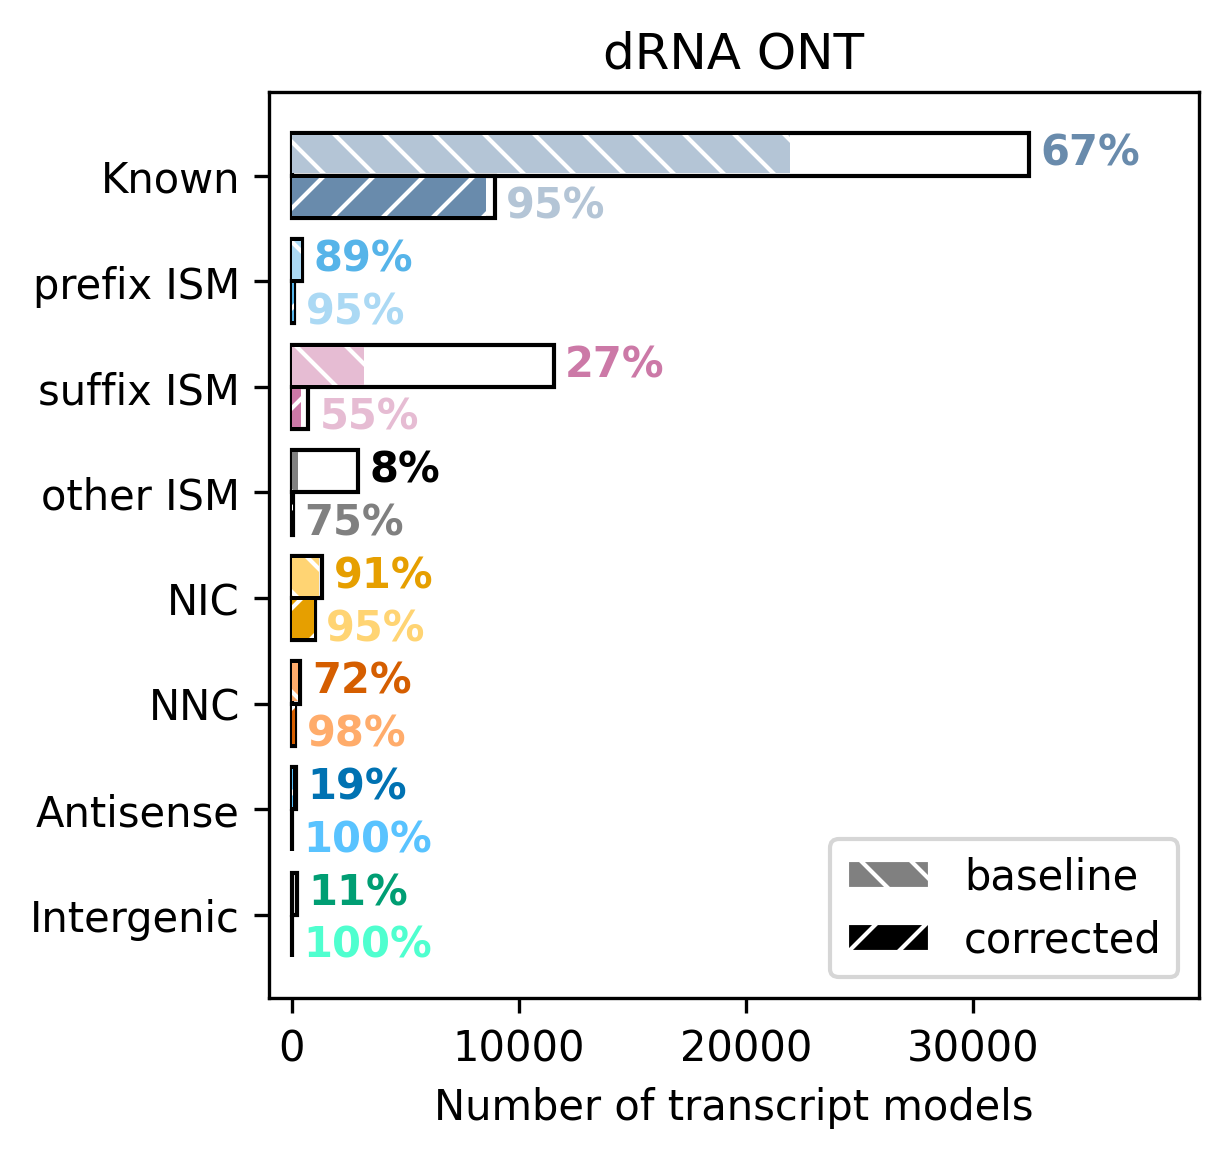 dRNA ONT
Known
67%
95%
prefix ISM
89%
95%
suffix ISM
27%
55%
other ISM
8%
75%
NIC
91%
95%
NNC
72%
98%
Antisense
19%
100%
Intergenic
11%
100%
baseline
corrected
0 10000 20000 30000
Number of transcript models